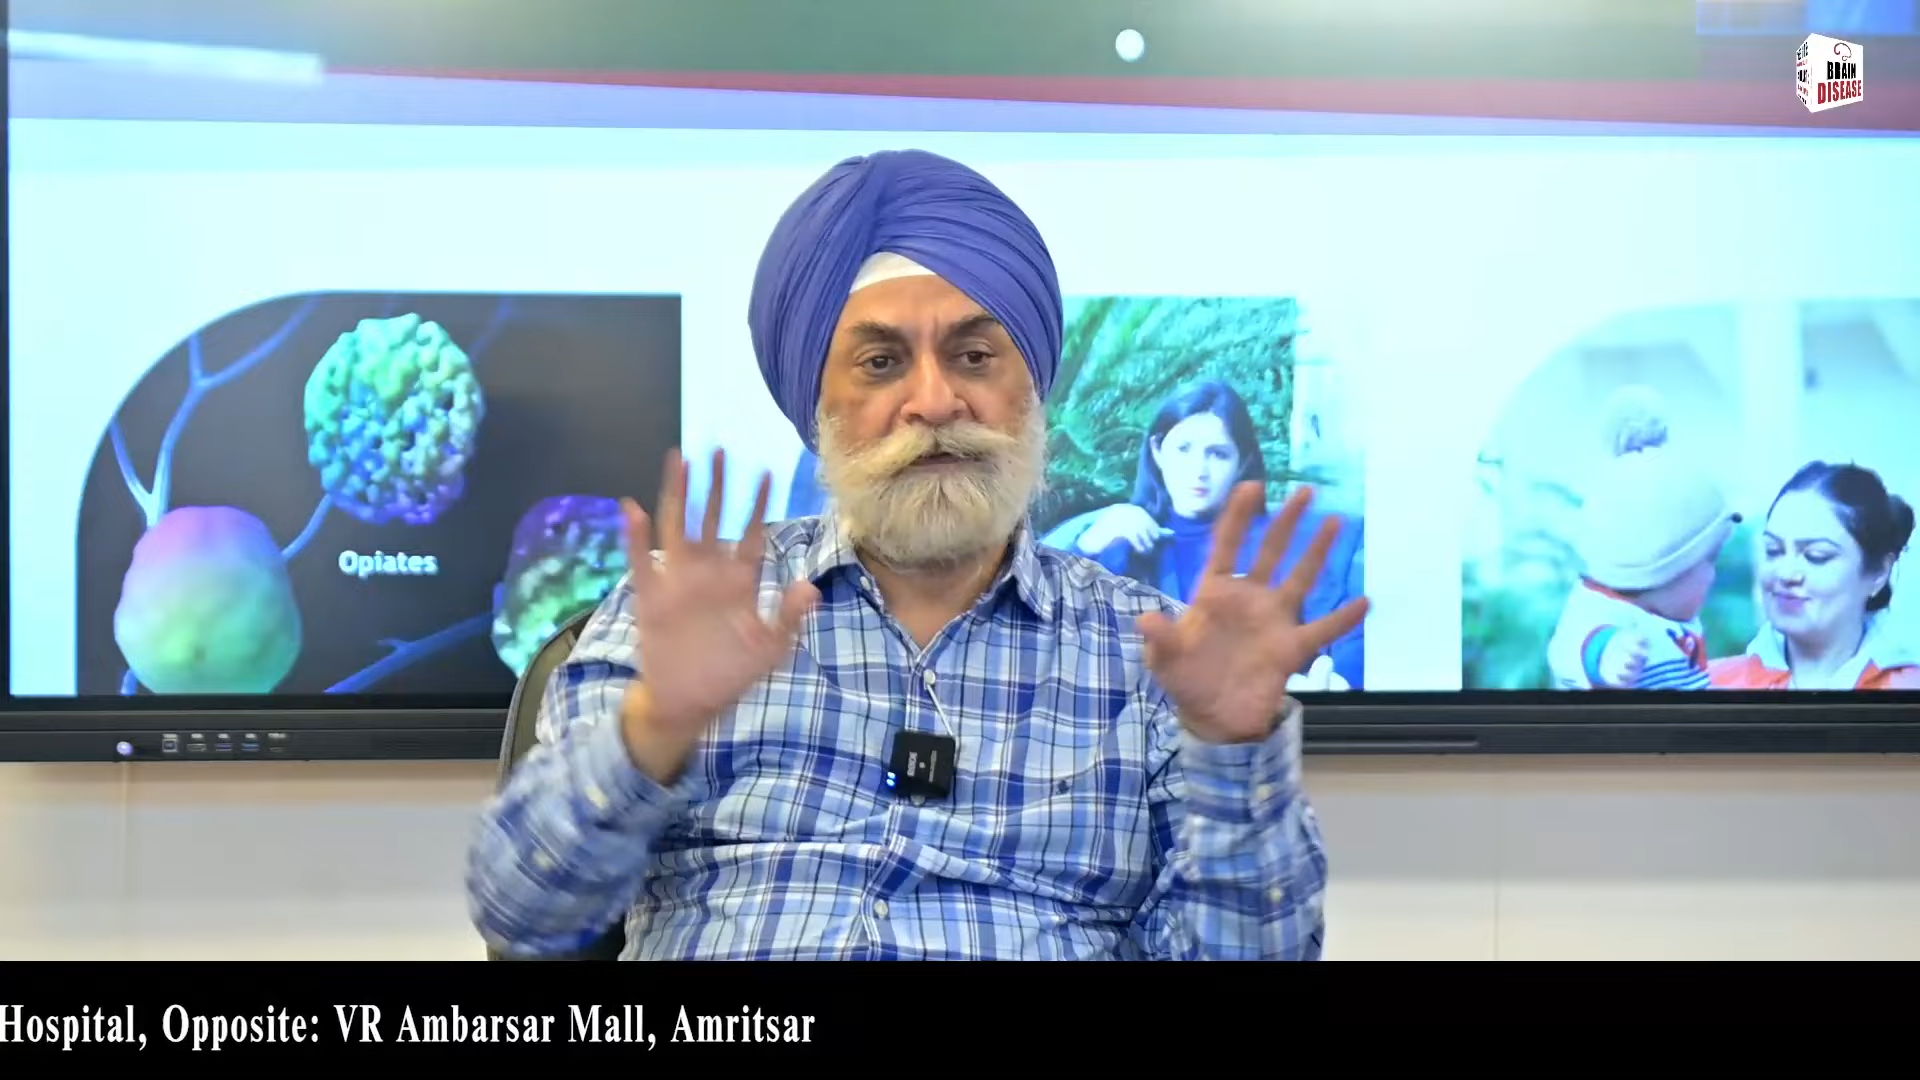 BRAIN
DISEASE
Opiates
Hospital, Opposite: VR Ambarsar Mall, Amritsar